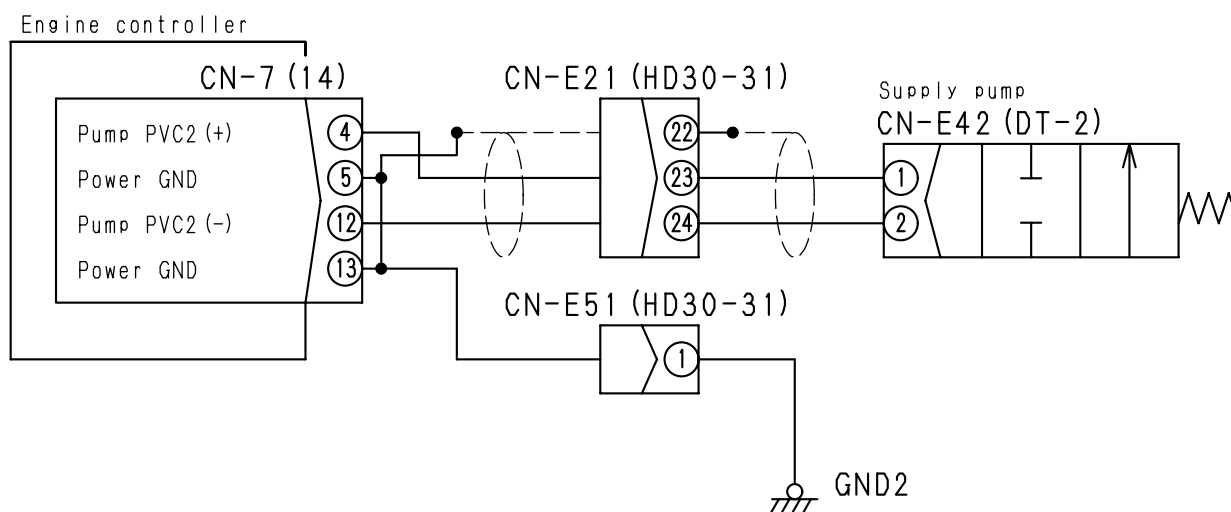 Engine controller
CN-7 (14)
CN-E21 (HD30-31)
Supply pump
CN-E42 (DT-2)
Pump PVC2 (+)
4
22
Power GND
5
23
1
Pump PVC2 (-)
12
24
2
Power GND
13
CN-E51 (HD30-31)
1
GND2